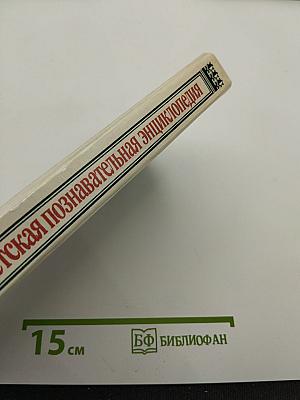 тская познавательная энциклопедия
15 см
БФ БИБЛИОФАН